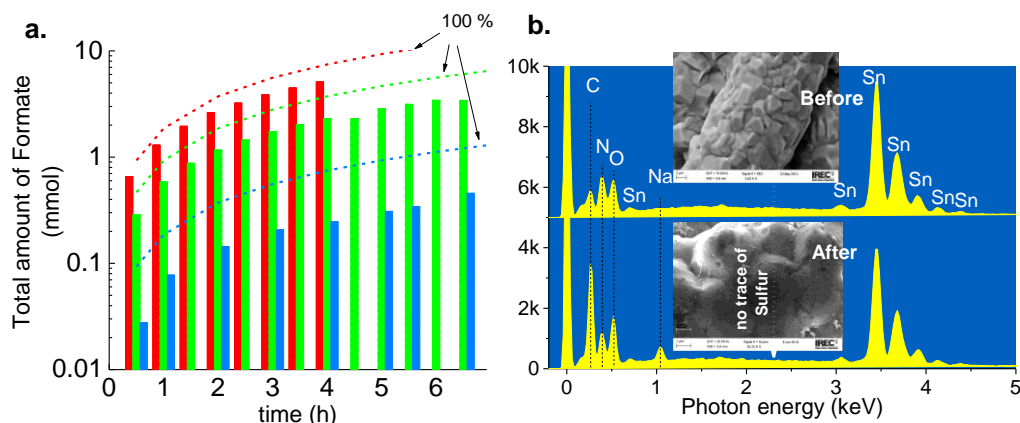 a.
100 %
10
1
0.1
0.01
Total amount of Formate
(mmol)
0 1 2 3 4 5 6
time (h)
b.
10k
8k
6k
4k
2k
0
C
N
O
Sn
Na
Before
Sn
Sn
Sn
Sn
SnSn
IREC
After
no trace of
Sulfur
IREC
0 1 2 3 4 5
Photon energy (keV)